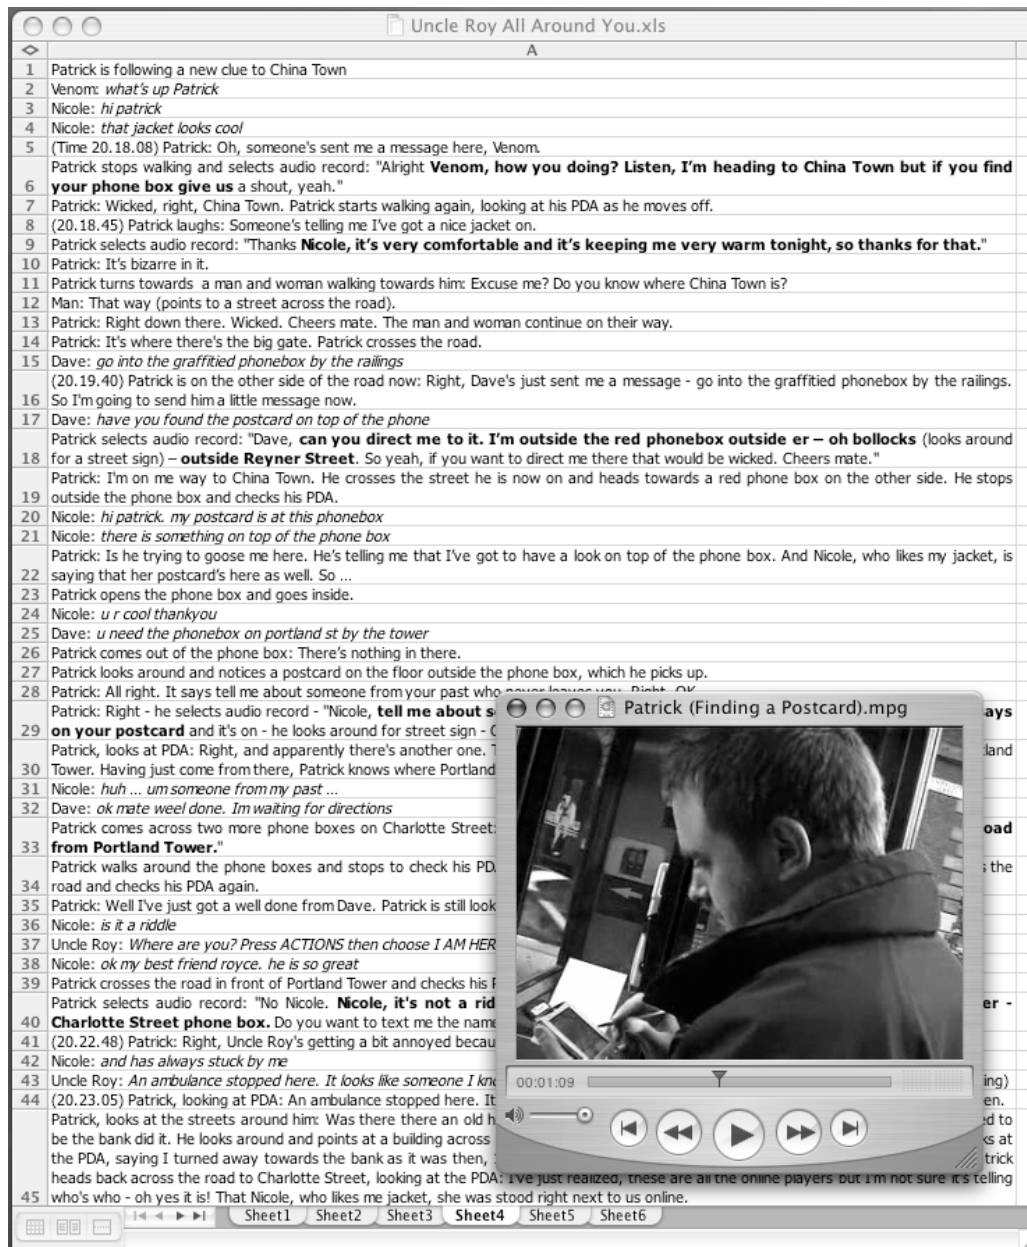 Uncle Roy All Around You.xls
A
1 Patrick is following a new clue to China Town
2 Venom: what's up Patrick
3 Nicole: hi patrick
4 Nicole: that jacket looks cool
5 (Time 20.18.08) Patrick: Oh, someone's sent me a message here, Venom.
Patrick stops walking and selects audio record: "Alright Venom, how you doing? Listen, I'm heading to China Town but if you find
6 your phone box give us a shout, yeah."
7 Patrick: Wicked, right, China Town. Patrick starts walking again, looking at his PDA as he moves off.
8 (20.18.45) Patrick laughs: Someone's telling me I've got a nice jacket on.
9 Patrick selects audio record: "Thanks Nicole, it's very comfortable and it's keeping me very warm tonight, so thanks for that."
10 Patrick: It's bizarre in it.
11 Patrick turns towards a man and woman walking towards him: Excuse me? Do you know where China Town is?
12 Man: That way (points to a street across the road).
13 Patrick: Right down there. Wicked. Cheers mate. The man and woman continue on their way.
14 Patrick: It's where there's the big gate. Patrick crosses the road.
15 Dave: go into the graffitied phonebox by the railings
(20.19.40) Patrick is on the other side of the road now: Right, Dave's just sent me a message - go into the graffitied phonebox by the railings.
16 So I'm going to send him a little message now.
17 Dave: have you found the postcard on top of the phone
Patrick selects audio record: "Dave, can you direct me to it. I'm outside the red phonebox outside er – oh bollocks (looks around
18 for a street sign) – outside Reyner Street. So yeah, if you want to direct me there that would be wicked. Cheers mate."
Patrick: I'm on me way to China Town. He crosses the street he is now on and heads towards a red phone box on the other side. He stops
19 outside the phone box and checks his PDA.
20 Nicole: hi patrick. my postcard is at this phonebox
21 Nicole: there is something on top of the phone box
Patrick: Is he trying to goose me here. He's telling me that I've got to have a look on top of the phone box. And Nicole, who likes my jacket, is
22 saying that her postcard's here as well. So ...
23 Patrick opens the phone box and goes inside.
24 Nicole: u r cool thankyou
25 Dave: u need the phonebox on portland st by the tower
26 Patrick comes out of the phone box: There's nothing in there.
27 Patrick looks around and notices a postcard on the floor outside the phone box, which he picks up.
28 Patrick: All right. It says tell me about someone from your past who never leaves you. Right, OK
Patrick: Right - he selects audio record - "Nicole, tell me about s
ays
29 on your postcard and it's on - he looks around for street sign -
Patrick, looks at PDA: Right, and apparently there's another one.
land
30 Tower. Having just come from there, Patrick knows where Portland
31 Nicole: huh ... um someone from my past ...
32 Dave: ok mate weel done. Im waiting for directions
Patrick comes across two more phone boxes on Charlotte Street:
oad
33 from Portland Tower."
Patrick walks around the phone boxes and stops to check his PD
the
34 road and checks his PDA again.
35 Patrick: Well I've just got a well done from Dave. Patrick is still look
36 Nicole: is it a riddle
37 Uncle Roy: Where are you? Press ACTIONS then choose I AM HER
38 Nicole: ok my best friend royce. he is so great
39 Patrick crosses the road in front of Portland Tower and checks his
Patrick selects audio record: "No Nicole. Nicole, it's not a rid
er -
40 Charlotte Street phone box. Do you want to text me the name
41 (20.22.48) Patrick: Right, Uncle Roy's getting a bit annoyed becau
42 Nicole: and has always stuck by me
43 Uncle Roy: An ambulance stopped here. It looks like someone I kn
ing)
44 (20.23.05) Patrick, looking at PDA: An ambulance stopped here. It
en.
Patrick, looks at the streets around him: Was there there an old h
ed to
be the bank did it. He looks around and points at a building across
ks at
the PDA, saying I turned away towards the bank as it was then,
trick
heads back across the road to Charlotte Street, looking at the PDA: I've just realized, these are all the online players but I'm not sure it's telling
45 who's who - oh yes it is! That Nicole, who likes me jacket, she was stood right next to us online.
Patrick (Finding a Postcard).mpg
00:01:09
Sheet1 Sheet2 Sheet3 Sheet4 Sheet5 Sheet6